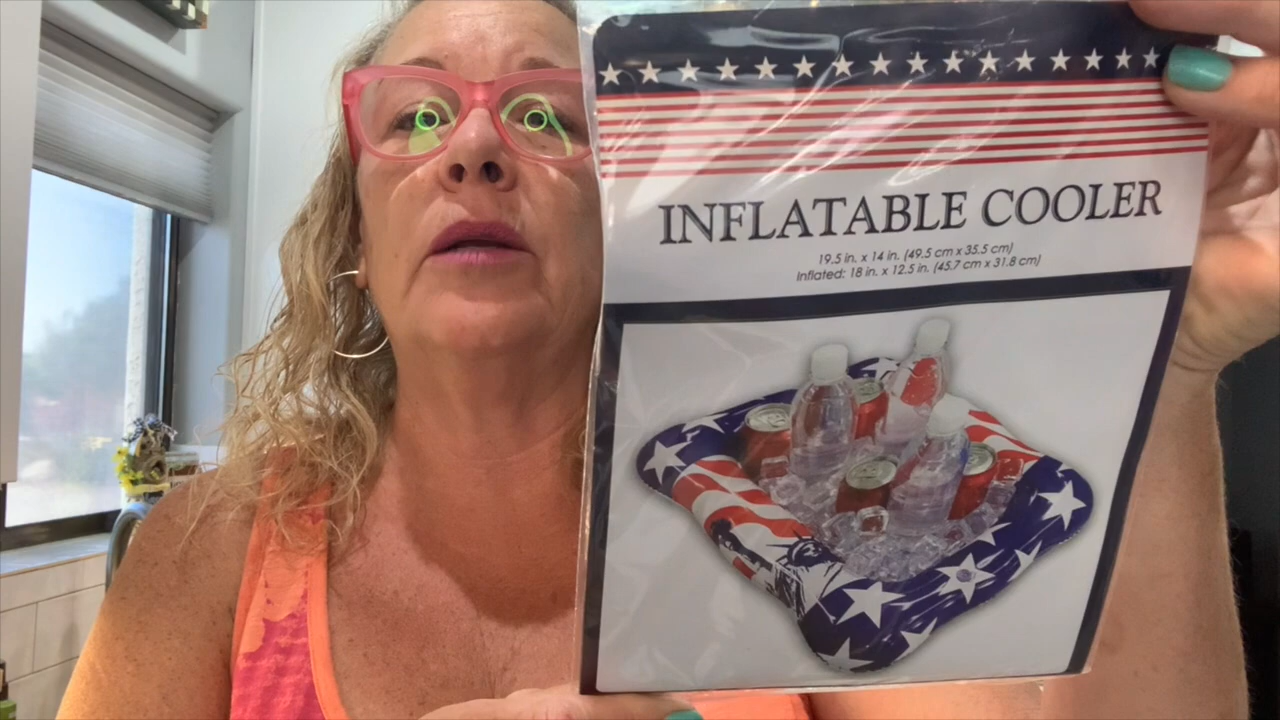 INFLATABLE COOLER
19.5 in. x 14 in. (49.5 cm x 35.5 cm)
Inflated: 18 in. x 12.5 in. (45.7 cm x 31.8 cm)